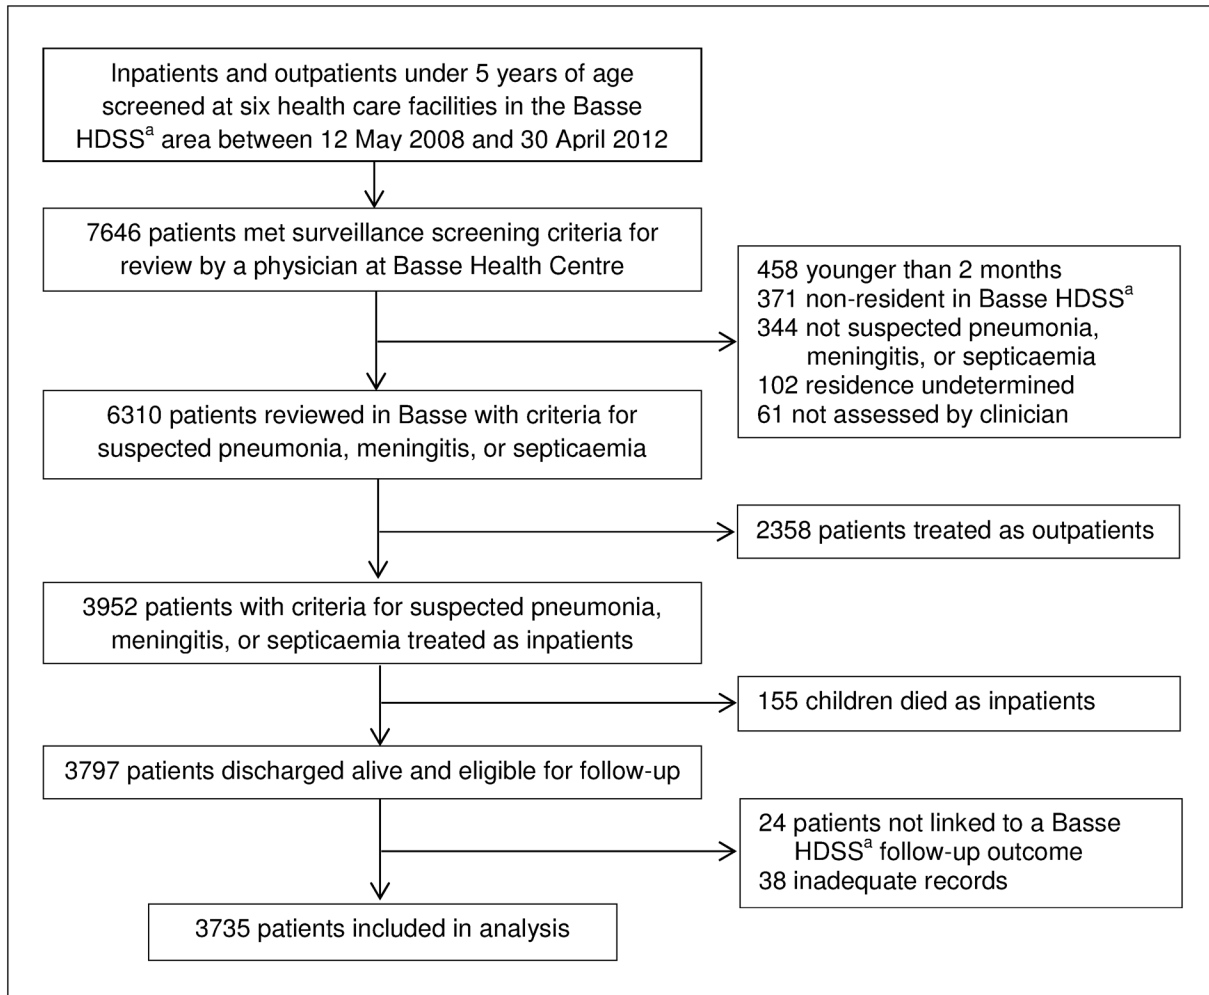 Inpatients and outpatients under 5 years of age
screened at six health care facilities in the Basse
HDSSª area between 12 May 2008 and 30 April 2012
7646 patients met surveillance screening criteria for
review by a physician at Basse Health Centre
458 younger than 2 months
371 non-resident in Basse HDSSª
344 not suspected pneumonia,
meningitis, or septicaemia
102 residence undetermined
61 not assessed by clinician
6310 patients reviewed in Basse with criteria for
suspected pneumonia, meningitis, or septicaemia
2358 patients treated as outpatients
3952 patients with criteria for suspected pneumonia,
meningitis, or septicaemia treated as inpatients
155 children died as inpatients
3797 patients discharged alive and eligible for follow-up
24 patients not linked to a Basse
HDSSª follow-up outcome
38 inadequate records
3735 patients included in analysis